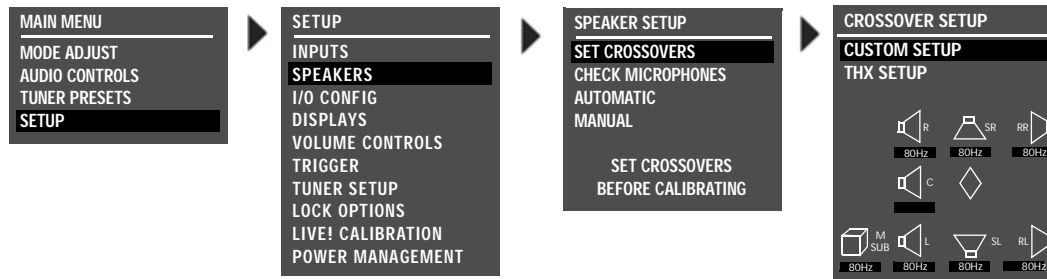 MAIN MENU
MODE ADJUST
AUDIO CONTROLS
TUNER PRESETS
SETUP
SETUP
INPUTS
SPEAKERS
I/O CONFIG
DISPLAYS
VOLUME CONTROLS
TRIGGER
TUNER SETUP
LOCK OPTIONS
LIVE! CALIBRATION
POWER MANAGEMENT
SPEAKER SETUP
SET CROSSOVERS
CHECK MICROPHONES
AUTOMATIC
MANUAL
SET CROSSOVERS
BEFORE CALIBRATING
CROSSOVER SETUP
CUSTOM SETUP
THX SETUP
R SR RR
80Hz 80Hz 80Hz
C
M
SUB L SL RL
80Hz 80Hz 80Hz 80Hz